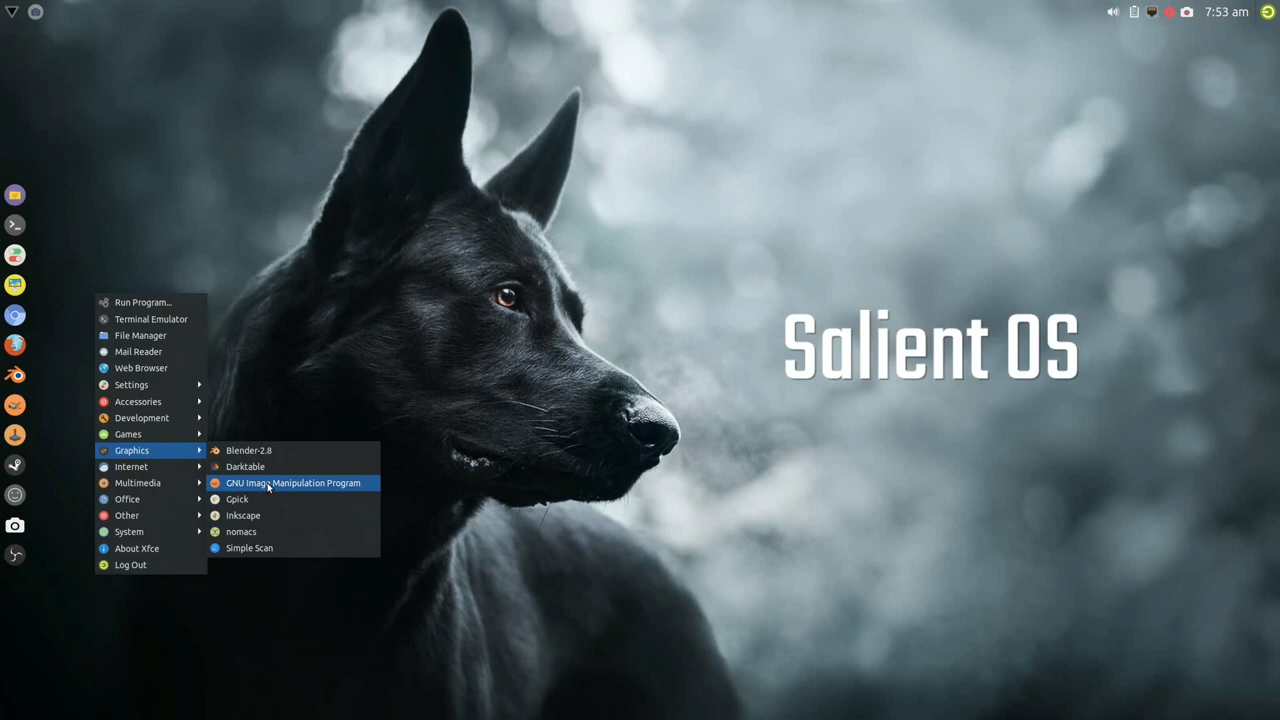 7:53 am
Salient OS
Run Program...
Terminal Emulator
File Manager
Mail Reader
Web Browser
Settings
Accessories
Development
Games
Graphics
Internet
Multimedia
Office
Other
System
About Xfce
Log Out
Blender-2.8
Darktable
GNU Image Manipulation Program
Gpick
Inkscape
nomacs
Simple Scan